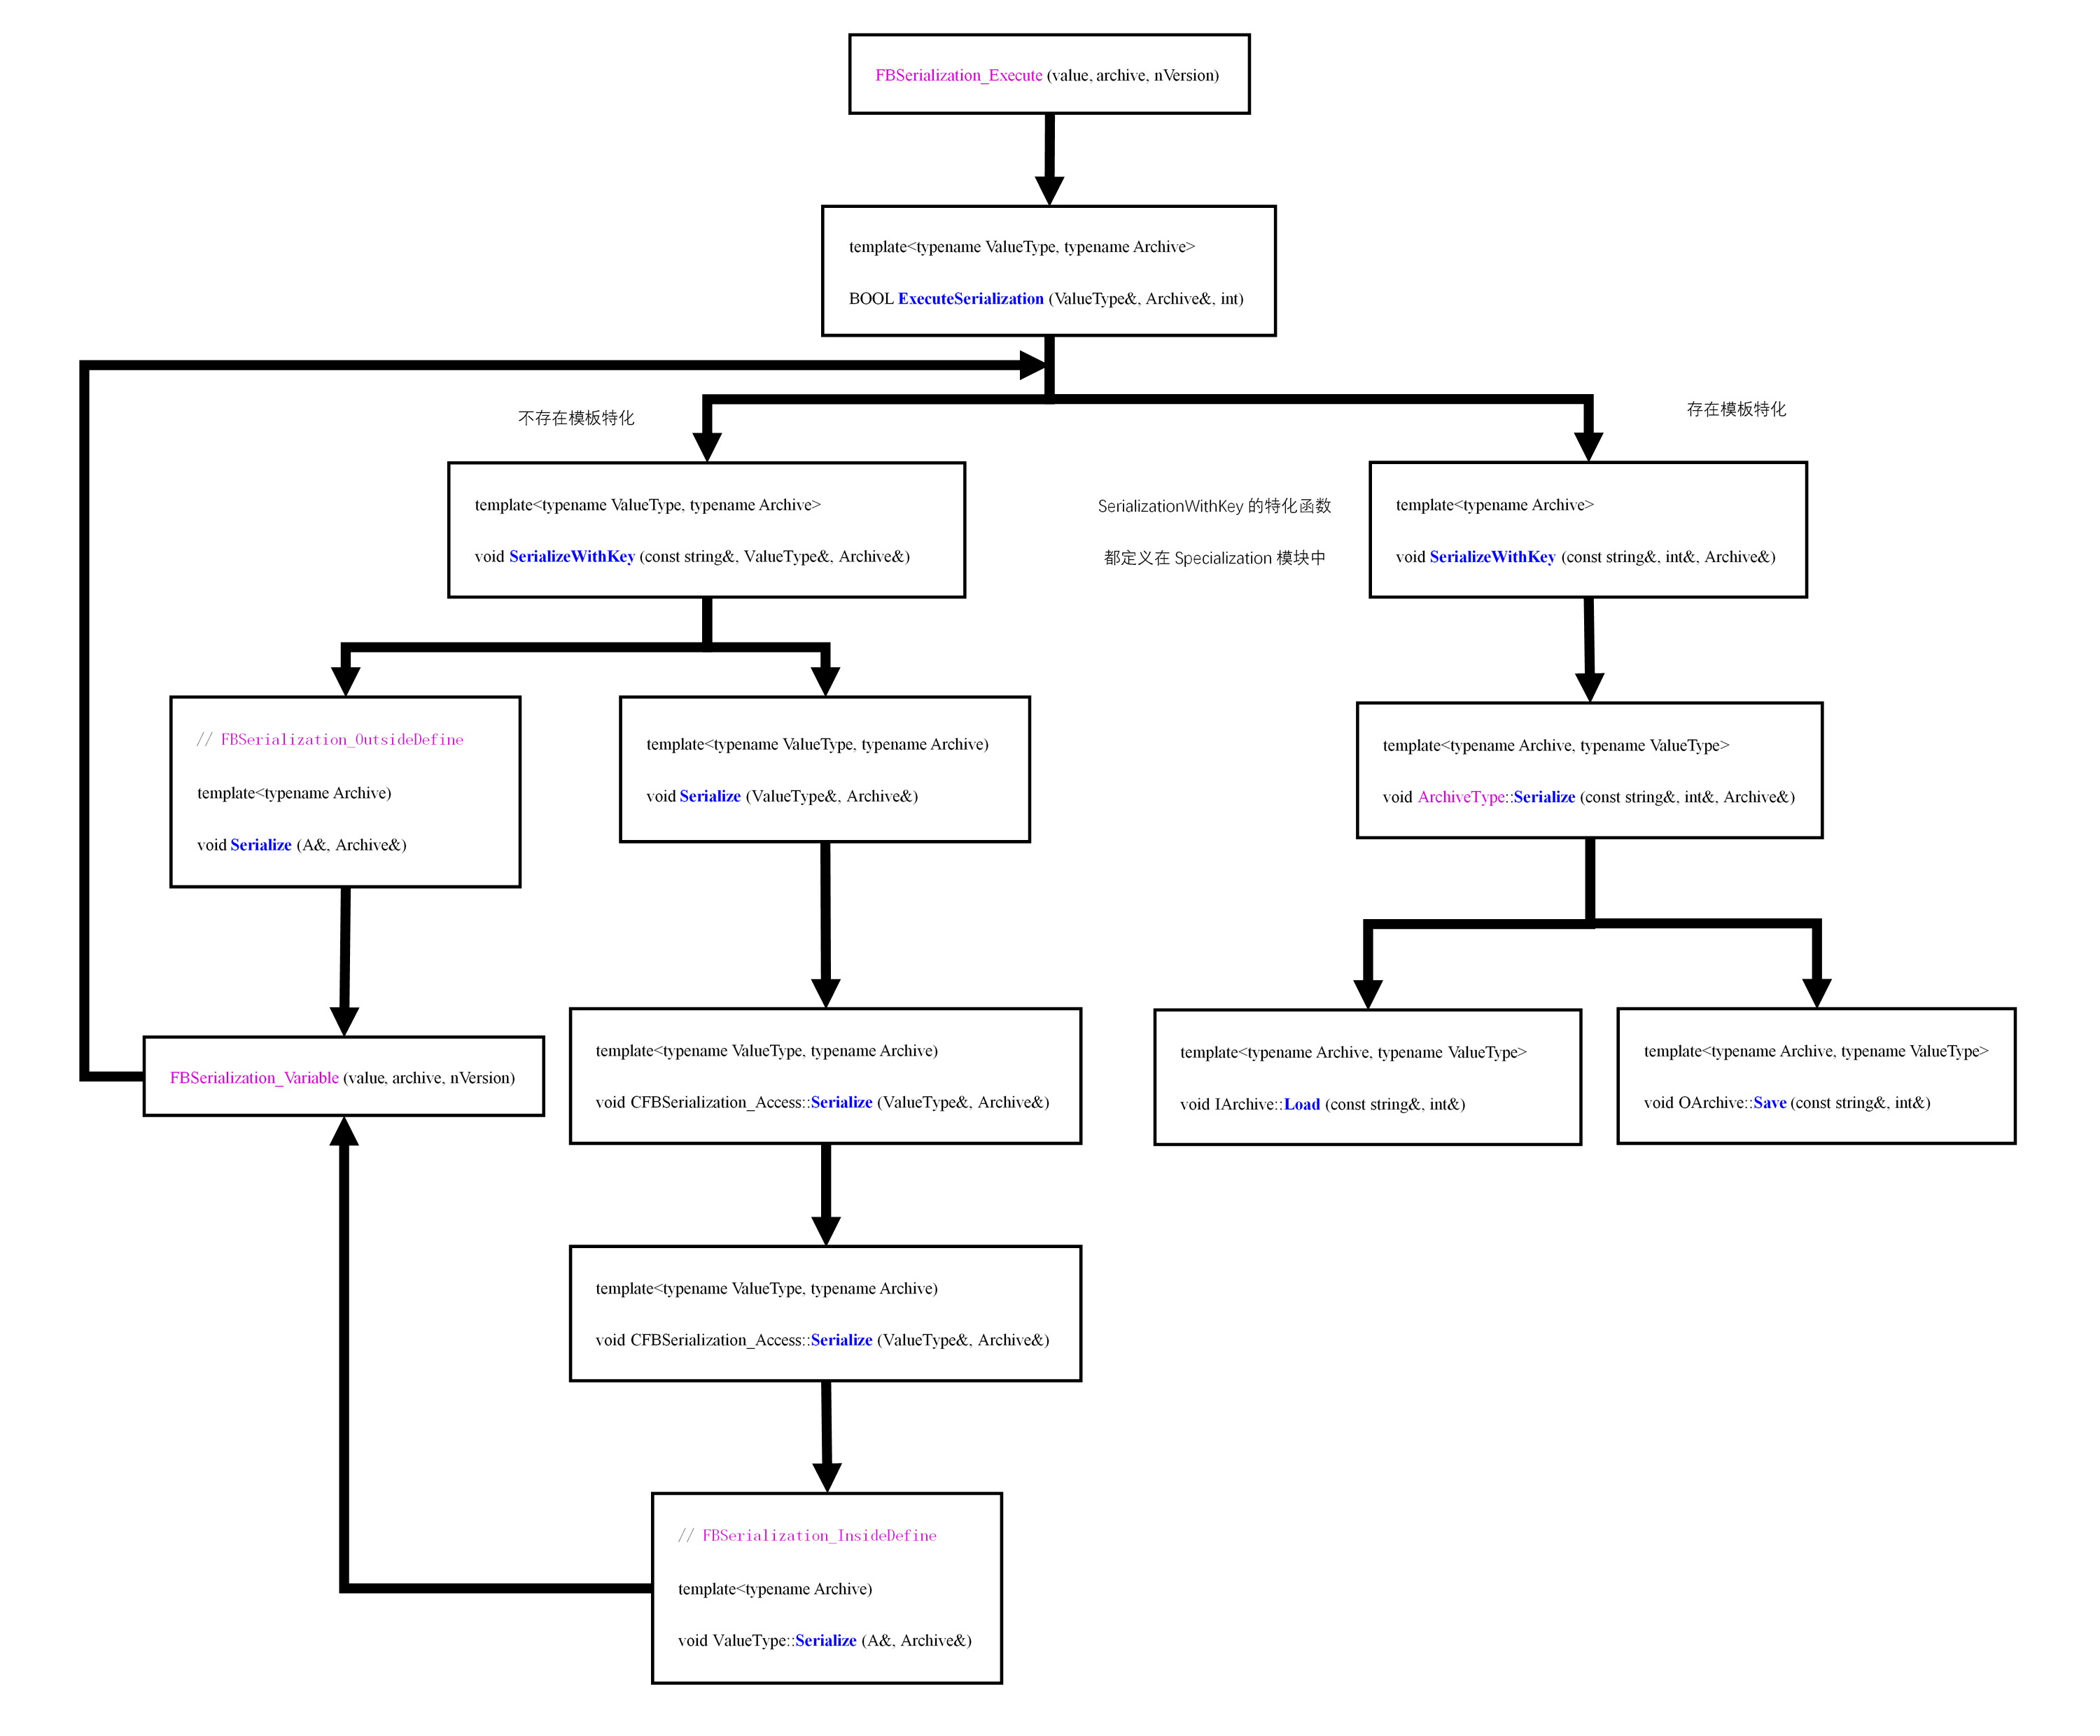 FBSerialization_Execute (value, archive, nVersion)
template<typename ValueType, typename Archive>
BOOL ExecuteSerialization (ValueType&, Archive&, int)
不存在模板特化
存在模板特化
template<typename ValueType, typename Archive>
void SerializeWithKey (const string&, ValueType&, Archive&)
SerializationWithKey 的特化函数
都定义在 Specialization 模块中
template<typename Archive>
void SerializeWithKey (const string&, int&, Archive&)
// FBSerialization_OutsideDefine
template<typename Archive)
void Serialize (A&, Archive&)
template<typename ValueType, typename Archive)
void Serialize (ValueType&, Archive&)
template<typename Archive, typename ValueType>
void ArchiveType::Serialize (const string&, int&, Archive&)
FBSerialization_Variable (value, archive, nVersion)
template<typename ValueType, typename Archive)
void CFBSerialization_Access::Serialize (ValueType&, Archive&)
template<typename Archive, typename ValueType>
void IArchive::Load (const string&, int&)
template<typename Archive, typename ValueType>
void OArchive::Save (const string&, int&)
template<typename ValueType, typename Archive)
void CFBSerialization_Access::Serialize (ValueType&, Archive&)
// FBSerialization_InsideDefine
template<typename Archive)
void ValueType::Serialize (A&, Archive&)